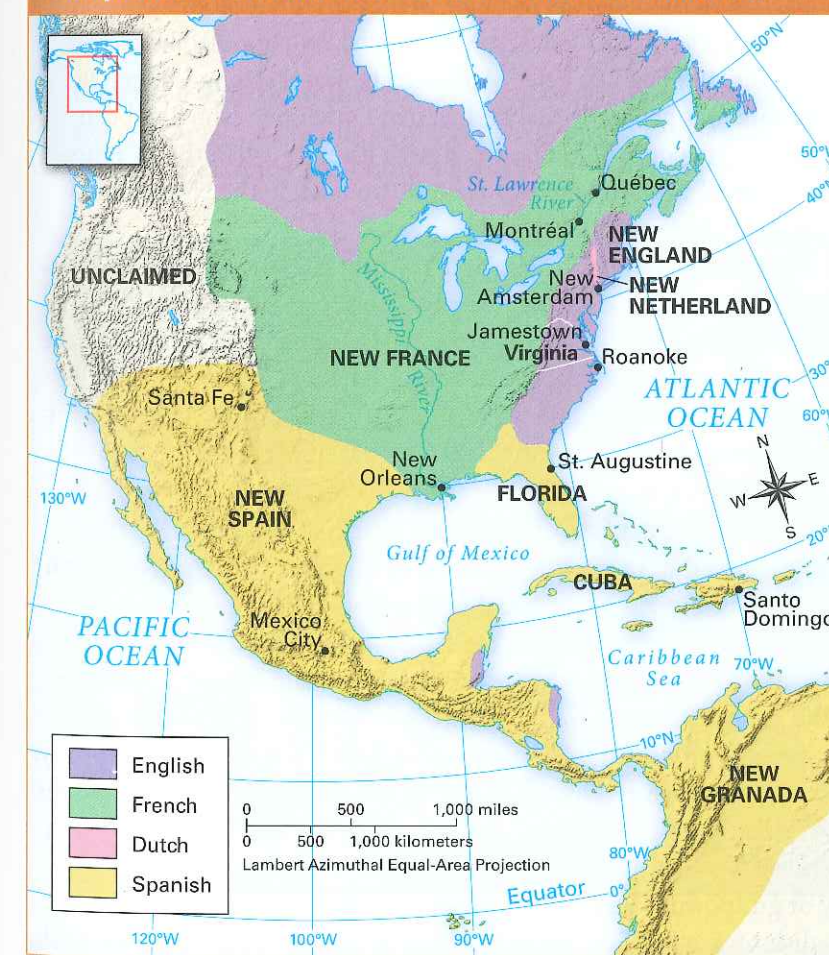 50°N
50°
40°N
St. Lawrence
River
Québec
Montréal
NEW
ENGLAND
UNCLAIMED
New
Amsterdam
NEW
NETHERLAND
Mississippi River
Jamestown
NEW FRANCE
Virginia
Roanoke
30°
ATLANTIC
OCEAN
60°
Santa Fe
N
W
E
S
New
Orleans
St. Augustine
FLORIDA
130°W
NEW
SPAIN
20°
Gulf of Mexico
CUBA
Santo
Domingo
PACIFIC
OCEAN
Mexico
City
Caribbean
Sea
70°W
10°N
English
French
Dutch
Spanish
NEW
GRANADA
0 500 1,000 miles
0 500 1,000 kilometers
Lambert Azimuthal Equal-Area Projection
80°W
Equator
0°
120°W
100°W
90°W